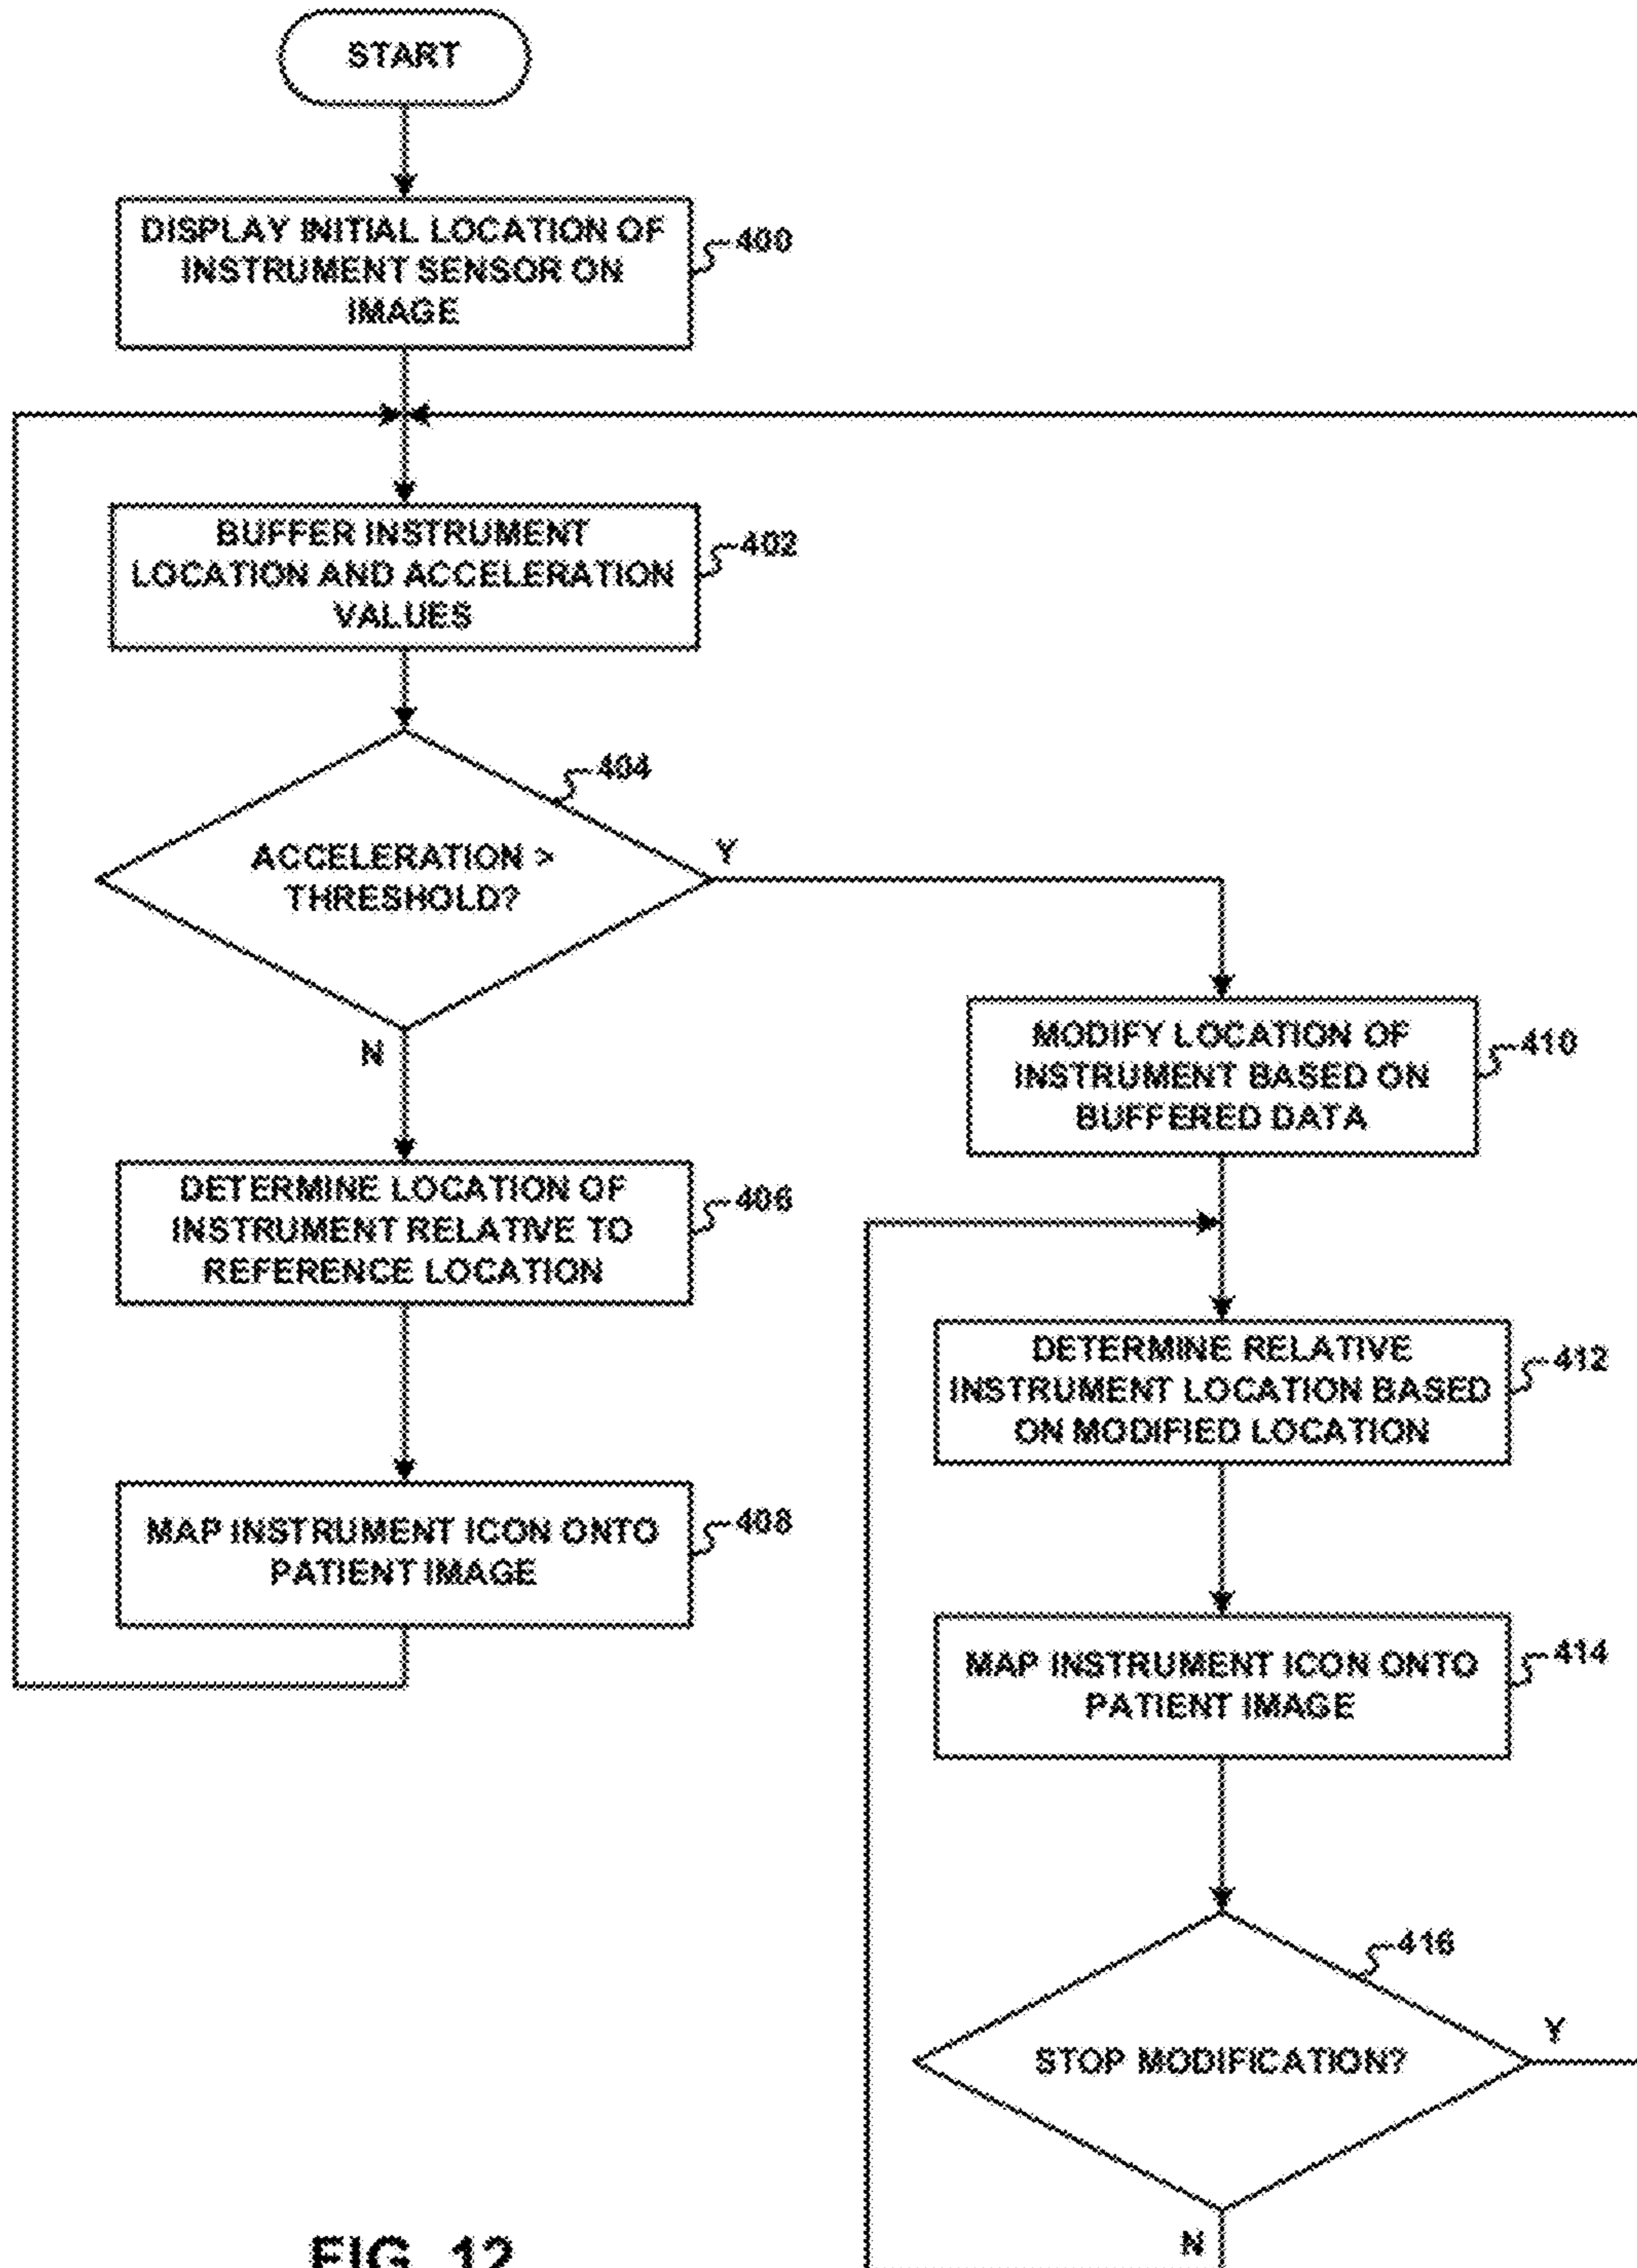 START
DISPLAY INITIAL LOCATION OF
INSTRUMENT SENSOR ON
IMAGE
400
BUFFER INSTRUMENT
LOCATION AND ACCELERATION
VALUES
402
404
ACCELERATION >
THRESHOLD?
Y
N
MODIFY LOCATION OF
INSTRUMENT BASED ON
BUFFERED DATA
410
DETERMINE LOCATION OF
INSTRUMENT RELATIVE TO
REFERENCE LOCATION
406
DETERMINE RELATIVE
INSTRUMENT LOCATION BASED
ON MODIFIED LOCATION
412
MAP INSTRUMENT ICON ONTO
PATIENT IMAGE
408
MAP INSTRUMENT ICON ONTO
PATIENT IMAGE
414
416
STOP MODIFICATION?
Y
N
FIG. 12